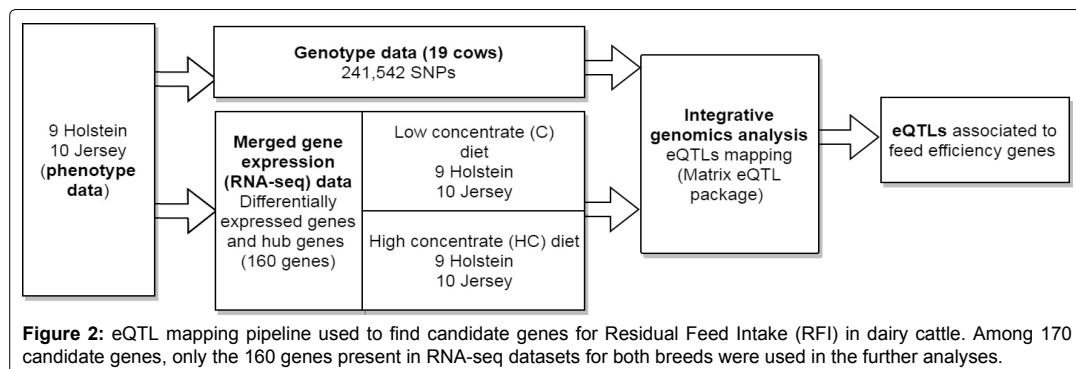 9 Holstein
10 Jersey
(phenotype
data)
Genotype data (19 cows)
241,542 SNPs
Merged gene
expression
(RNA-seq) data
Differentially
expressed genes
and hub genes
(160 genes)
Low concentrate (C)
diet
9 Holstein
10 Jersey
High concentrate (HC) diet
9 Holstein
10 Jersey
Integrative
genomics analysis
eQTLs mapping
(Matrix eQTL
package)
eQTLs associated to
feed efficiency genes
Figure 2: eQTL mapping pipeline used to find candidate genes for Residual Feed Intake (RFI) in dairy cattle. Among 170
candidate genes, only the 160 genes present in RNA-seq datasets for both breeds were used in the further analyses.